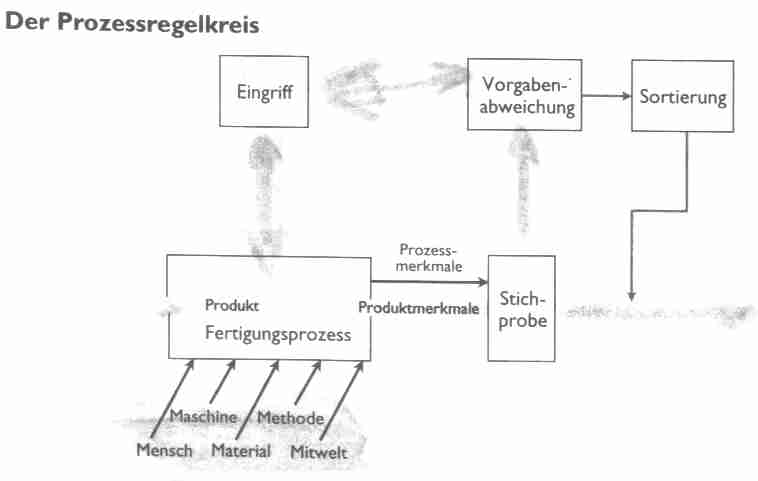 Der Prozessregelkreis
Eingriff
Vorgaben-
abweichung
Sortierung
Prozess-
merkmale
Produkt
Fertigungsprozess
Produktmerkmale
Stich-
probe
Maschine
Methode
Mensch
Material
Mitwelt